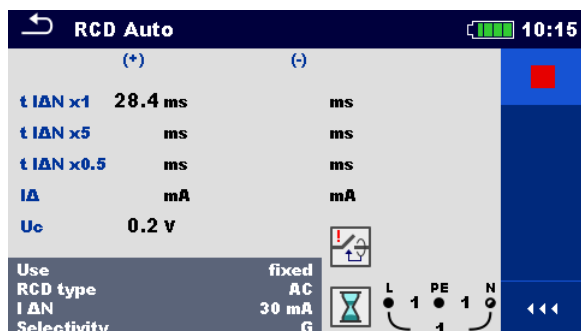 RCD Auto 10:15
(+) (-)
t IΔN x1 28.4 ms ms
t IΔN x5 ms ms
t IΔN x0.5 ms ms
IΔ mA mA
Uc 0.2 V
!
Use fixed
RCD type AC
I ΔN 30 mA
Selectivity G
L PE N
1 1
1